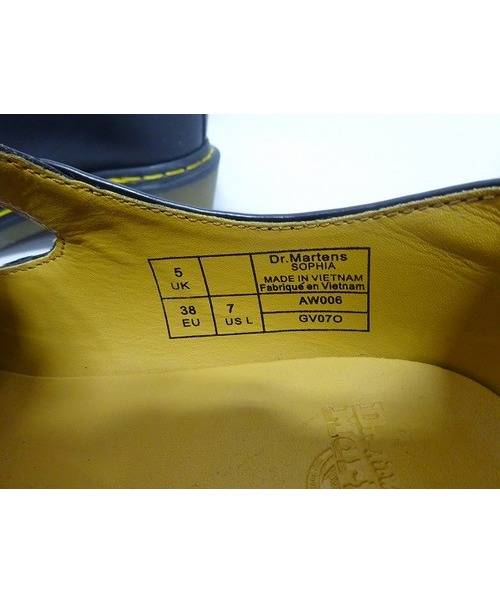 5
UK
38
EU
7
US L
Dr.Martens
SOPHIA
MADE IN VIETNAM
Fabriqué en Vietnam
AW006
GV07O